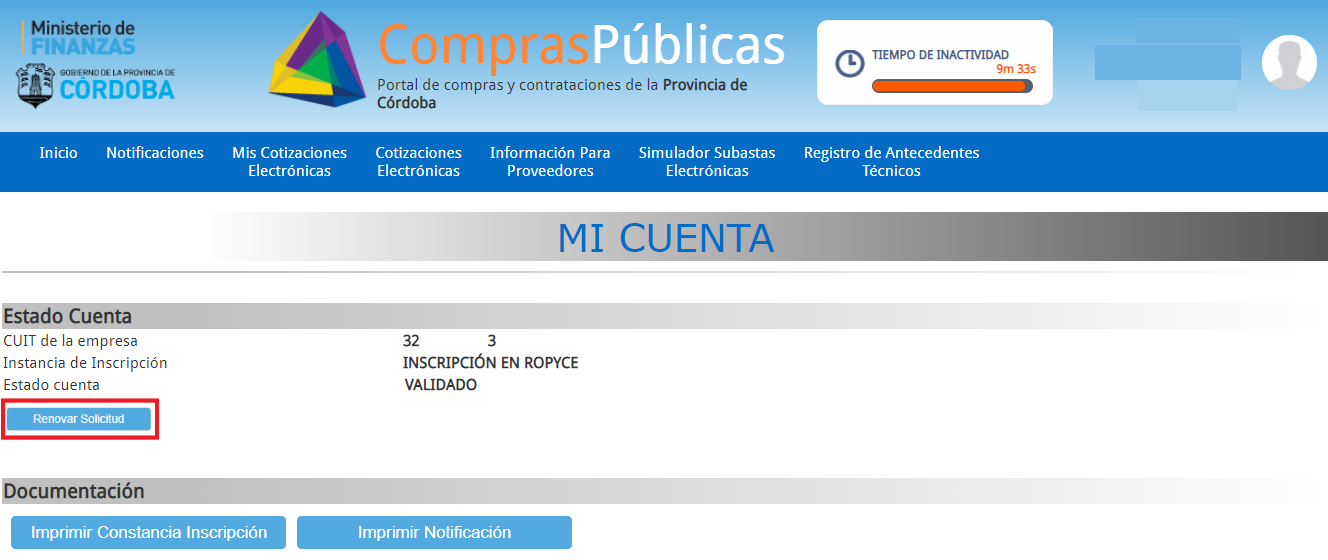 Ministerio de
FINANZAS
GOBIERNO DE LA PROVINCIA DE
CÓRDOBA
ComprasPúblicas
Portal de compras y contrataciones de la Provincia de
Córdoba
TIEMPO DE INACTIVIDAD
9m 33s
Inicio
Notificaciones
Mis Cotizaciones
Electrónicas
Cotizaciones
Electrónicas
Información Para
Proveedores
Simulador Subastas
Electrónicas
Registro de Antecedentes
Técnicos
MI CUENTA
Estado Cuenta
CUIT de la empresa 32 3
Instancia de Inscripción INSCRIPCIÓN EN ROPYCE
Estado cuenta VALIDADO
Renovar Solicitud
Documentación
Imprimir Constancia Inscripción Imprimir Notificación